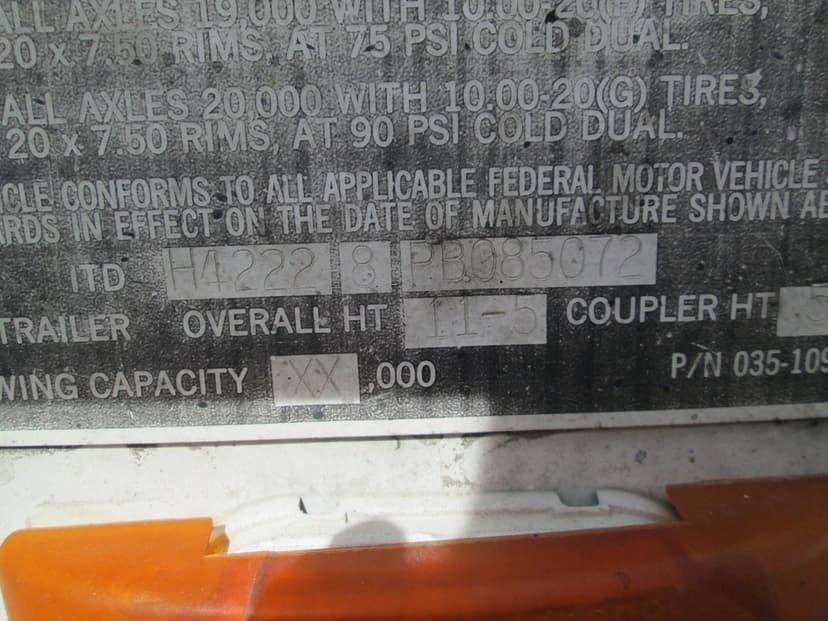 ALL AXLES 19,000 WITH 10.00-20(F) TIRES,
20 x 7.50 RIMS, AT 75 PSI COLD DUAL.
ALL AXLES 20,000 WITH 10.00-20(G) TIRES,
20 x 7.50 RIMS, AT 90 PSI COLD DUAL.
ICLE CONFORMS TO ALL APPLICABLE FEDERAL MOTOR VEHICLE
ARDS IN EFFECT ON THE DATE OF MANUFACTURE SHOWN AB
ITD H4222 8 PB085072
TRAILER OVERALL HT 11-5 COUPLER HT
WING CAPACITY XX ,000 P/N 035-109